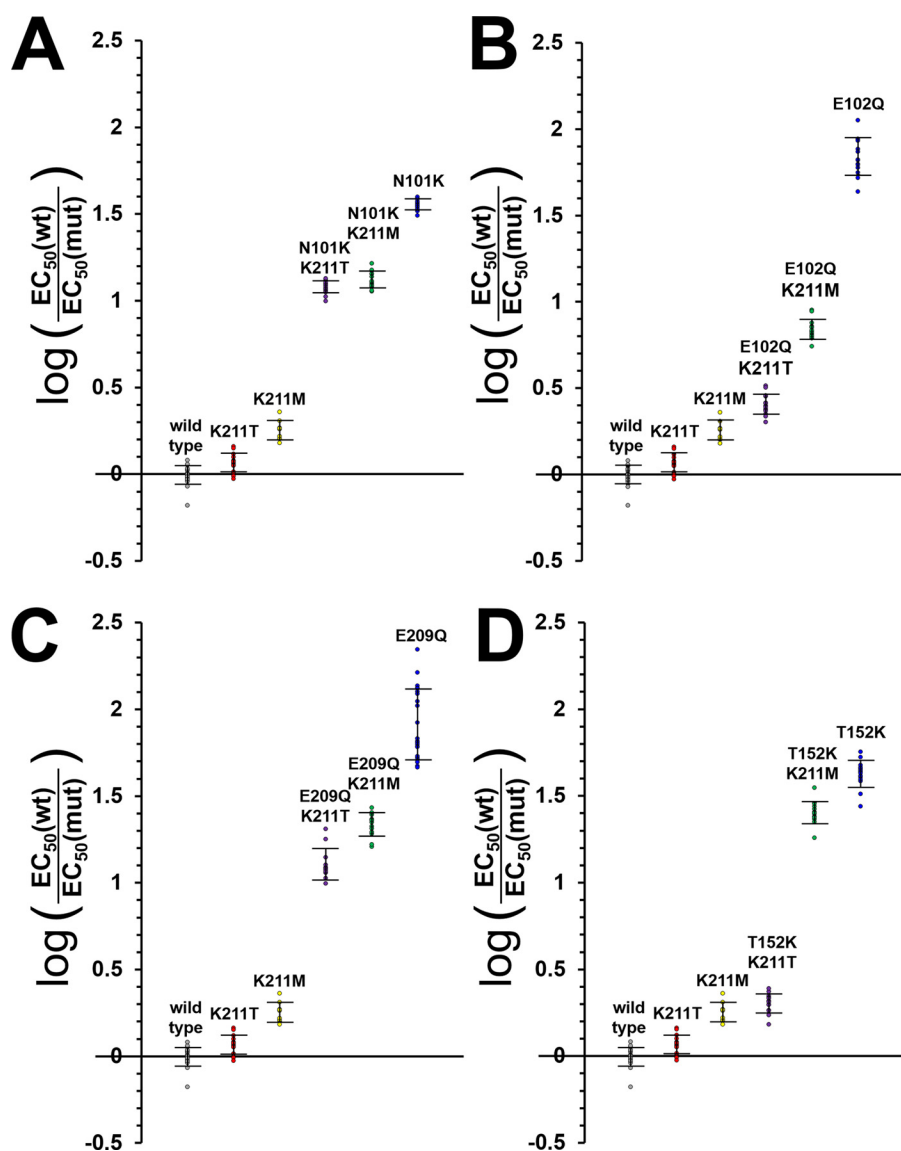 A
2.5
2
1.5
1
0.5
0
-0.5
log ( EC50(wt)
EC50(mut) )
wild
type
K211T
K211M
N101K
K211T
N101K
K211M
N101K
B
2.5
2
1.5
1
0.5
0
-0.5
log ( EC50(wt)
EC50(mut) )
wild
type
K211T
K211M
E102Q
K211T
E102Q
K211M
E102Q
C
2.5
2
1.5
1
0.5
0
-0.5
log ( EC50(wt)
EC50(mut) )
wild
type
K211T
K211M
E209Q
K211T
E209Q
K211M
E209Q
D
2.5
2
1.5
1
0.5
0
-0.5
log ( EC50(wt)
EC50(mut) )
wild
type
K211T
K211M
T152K
K211T
T152K
K211M
T152K